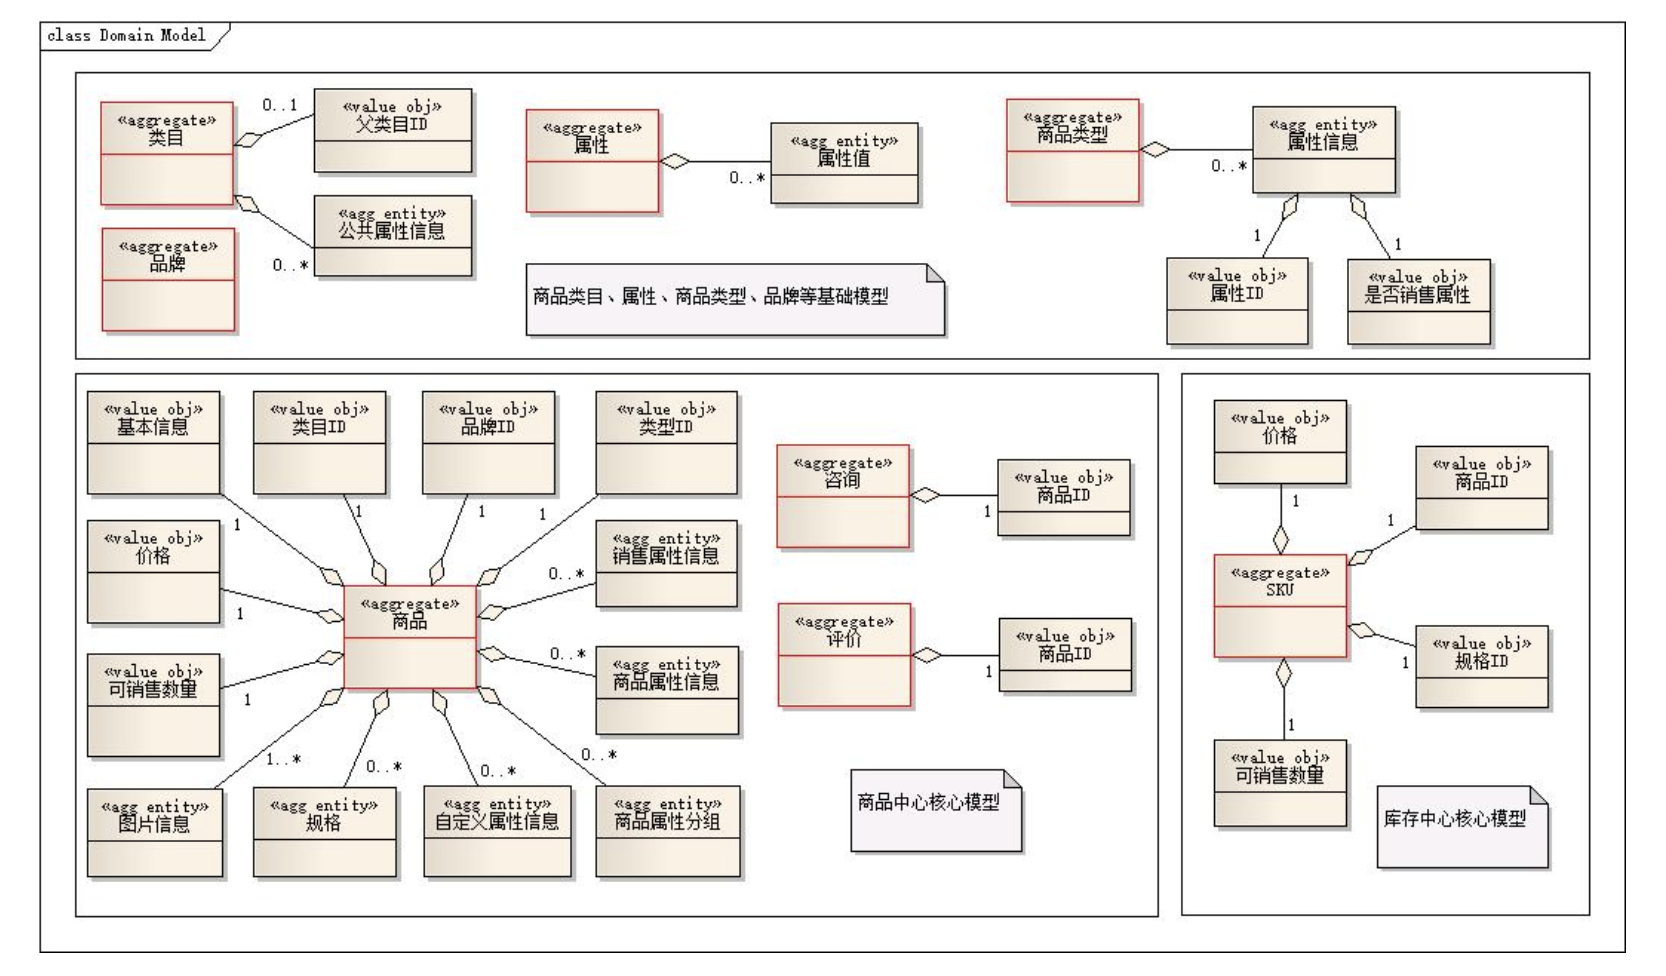 class Domain Model
«aggregate»
类目
0..1
«value obj»
父类目ID
«agg entity»
公共属性信息
0..*
«aggregate»
品牌
«aggregate»
属性
0..*
«agg entity»
属性值
商品类目、属性、商品类型、品牌等基础模型
«aggregate»
商品类型
0..*
«agg entity»
属性信息
1
1
«value obj»
属性ID
«value obj»
是否销售属性
«value obj»
基本信息
«value obj»
类目ID
«value obj»
品牌ID
«value obj»
类型ID
1
1
1
1
«value obj»
价格
1
«agg entity»
销售属性信息
0..*
«aggregate»
商品
«value obj»
可销售数量
1
«agg entity»
商品属性信息
0..*
1..*
0..*
0..*
0..*
«agg entity»
图片信息
«agg entity»
规格
«agg entity»
自定义属性信息
«agg entity»
商品属性分组
«aggregate»
咨询
1
«value obj»
商品ID
«aggregate»
评价
1
«value obj»
商品ID
商品中心核心模型
«value obj»
价格
1
«value obj»
商品ID
1
«aggregate»
SKU
«value obj»
规格ID
1
1
«value obj»
可销售数量
库存中心核心模型